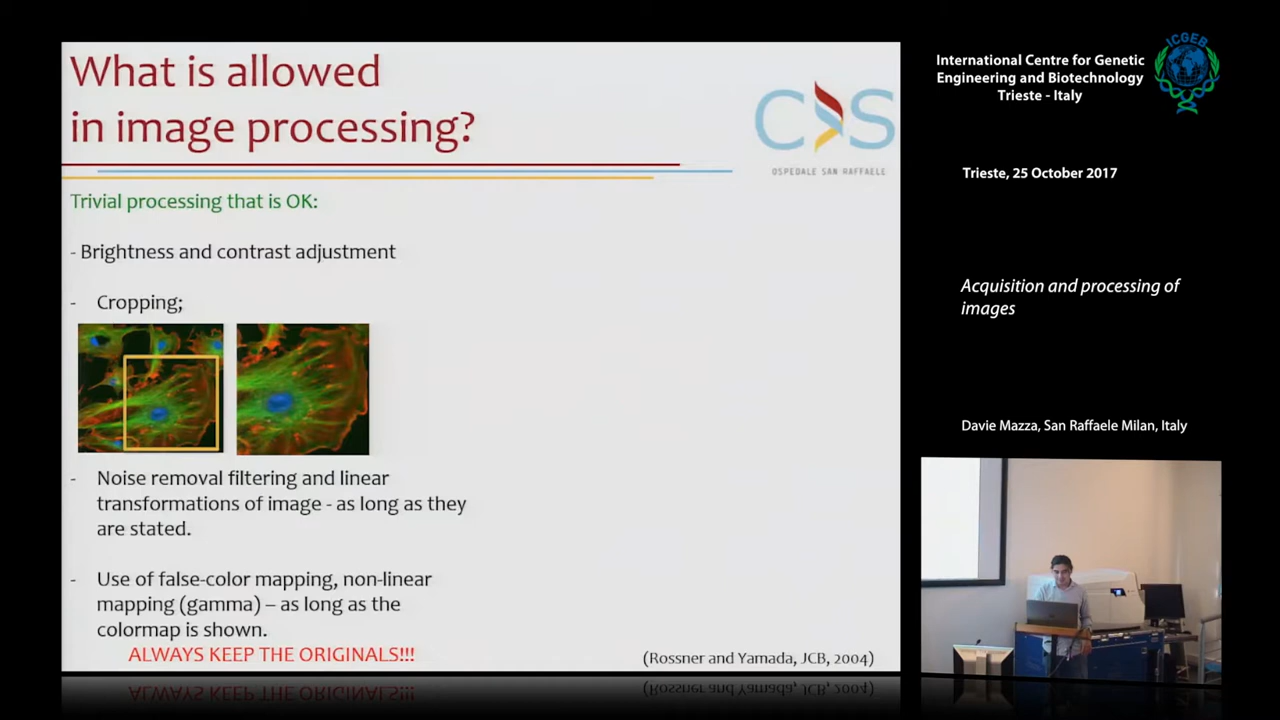 What is allowed
in image processing?
OSPEDALE SAN RAFFAELE
Trivial processing that is OK:
- Brightness and contrast adjustment
- Cropping;
- Noise removal filtering and linear
transformations of image - as long as they
are stated.
- Use of false-color mapping, non-linear
mapping (gamma) – as long as the
colormap is shown.
ALWAYS KEEP THE ORIGINALS!!!
(Rossner and Yamada, JCB, 2004)
International Centre for Genetic
Engineering and Biotechnology
Trieste - Italy
ICGEB
Trieste, 25 October 2017
Acquisition and processing of
images
Davie Mazza, San Raffaele Milan, Italy